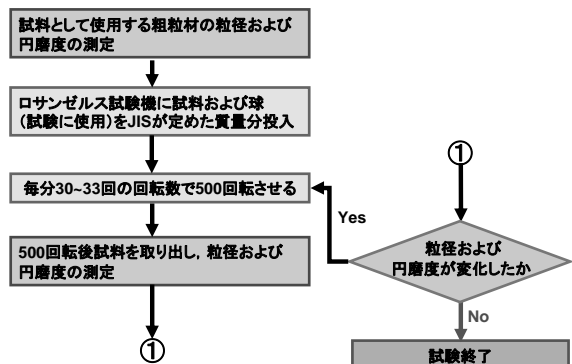 試料として使用する粗粒材の粒径および
円磨度の測定
ロサンゼルス試験機に試料および球
（試験に使用）をJISが定めた質量分投入
毎分30~33回の回転数で500回転させる
500回転後試料を取り出し，粒径および
円磨度の測定
①
①
Yes
粒径および
円磨度が変化したか
No
試験終了